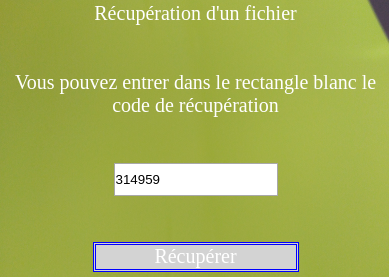 Récupération d'un fichier
Vous pouvez entrer dans le rectangle blanc le
code de récupération
314959
Récupérer